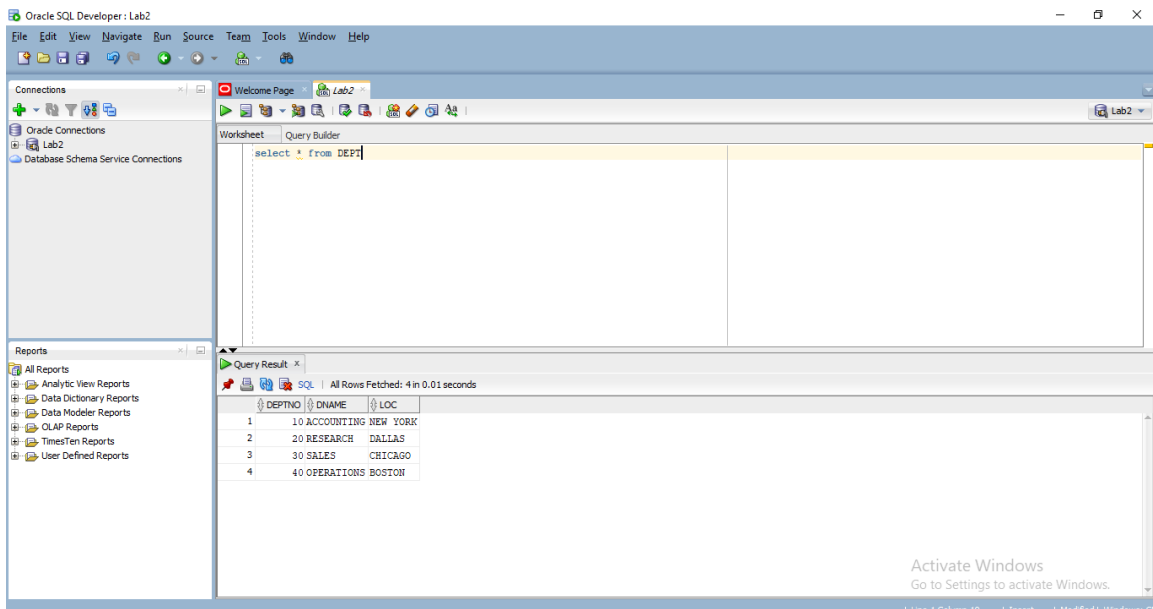 Oracle SQL Developer : Lab2
File Edit View Navigate Run Source Team Tools Window Help
Connections
Oracle Connections
Lab2
Database Schema Service Connections
Welcome Page Lab2
Lab2
Worksheet Query Builder
select * from DEPT
Reports
All Reports
Analytic View Reports
Data Dictionary Reports
Data Modeler Reports
OLAP Reports
TimesTen Reports
User Defined Reports
Query Result
SQL | All Rows Fetched: 4 in 0.01 seconds
DEPTNO DNAME LOC
1 10 ACCOUNTING NEW YORK
2 20 RESEARCH DALLAS
3 30 SALES CHICAGO
4 40 OPERATIONS BOSTON
Activate Windows
Go to Settings to activate Windows.